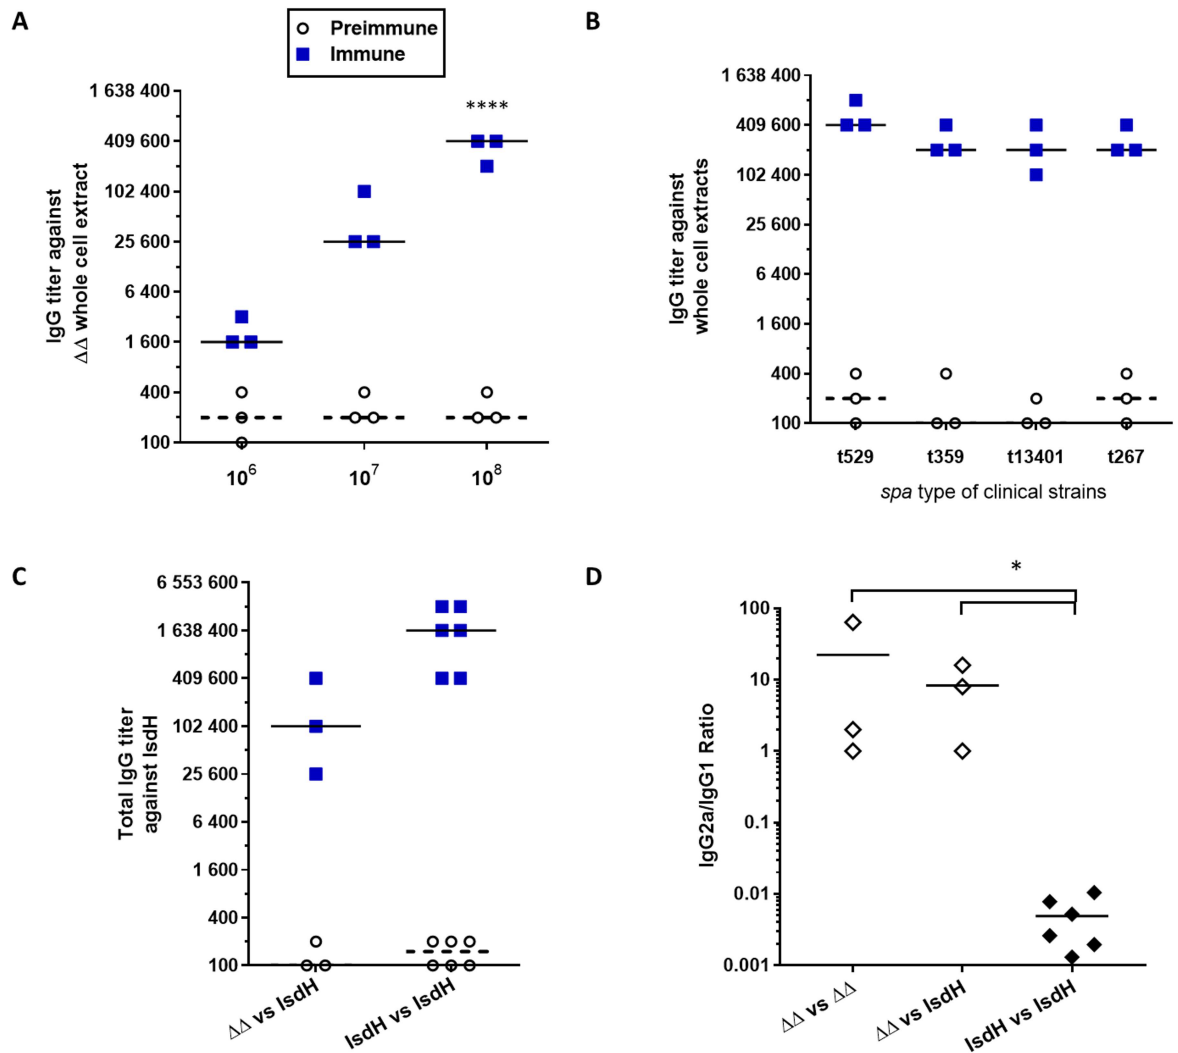 A
Preimmune
Immune
IgG titer against
ΔΔ whole cell extract
1 638 400
409 600
102 400
25 600
6 400
1 600
400
100
****
10⁶
10⁷
10⁸
B
IgG titer against
whole cell extracts
1 638 400
409 600
102 400
25 600
6 400
1 600
400
100
t529
t359
t13401
t267
spa type of clinical strains
C
Total IgG titer
against IsdH
6 553 600
1 638 400
409 600
102 400
25 600
6 400
1 600
400
100
ΔΔ vs IsdH
IsdH vs IsdH
D
IgG2a/IgG1 Ratio
100
10
1
0.1
0.01
0.001
*
ΔΔ vs ΔΔ
ΔΔ vs IsdH
IsdH vs IsdH